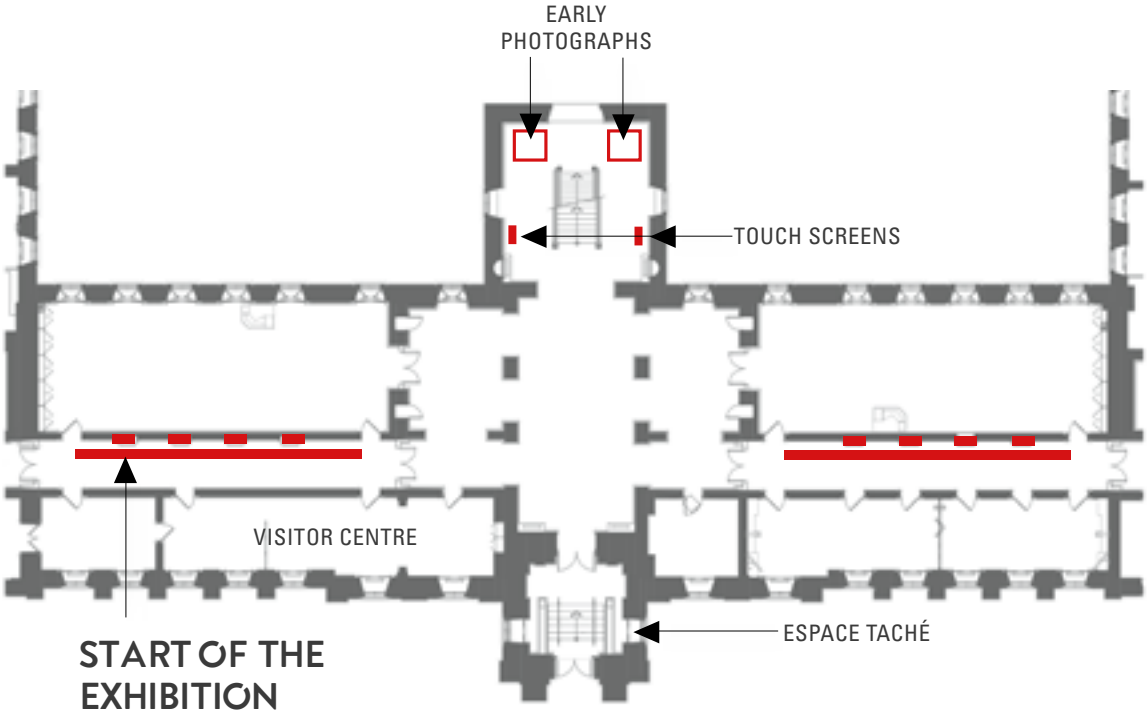 EARLY
PHOTOGRAPHS
TOUCH SCREENS
VISITOR CENTRE
ESPACE TACHÉ
START OF THE
EXHIBITION